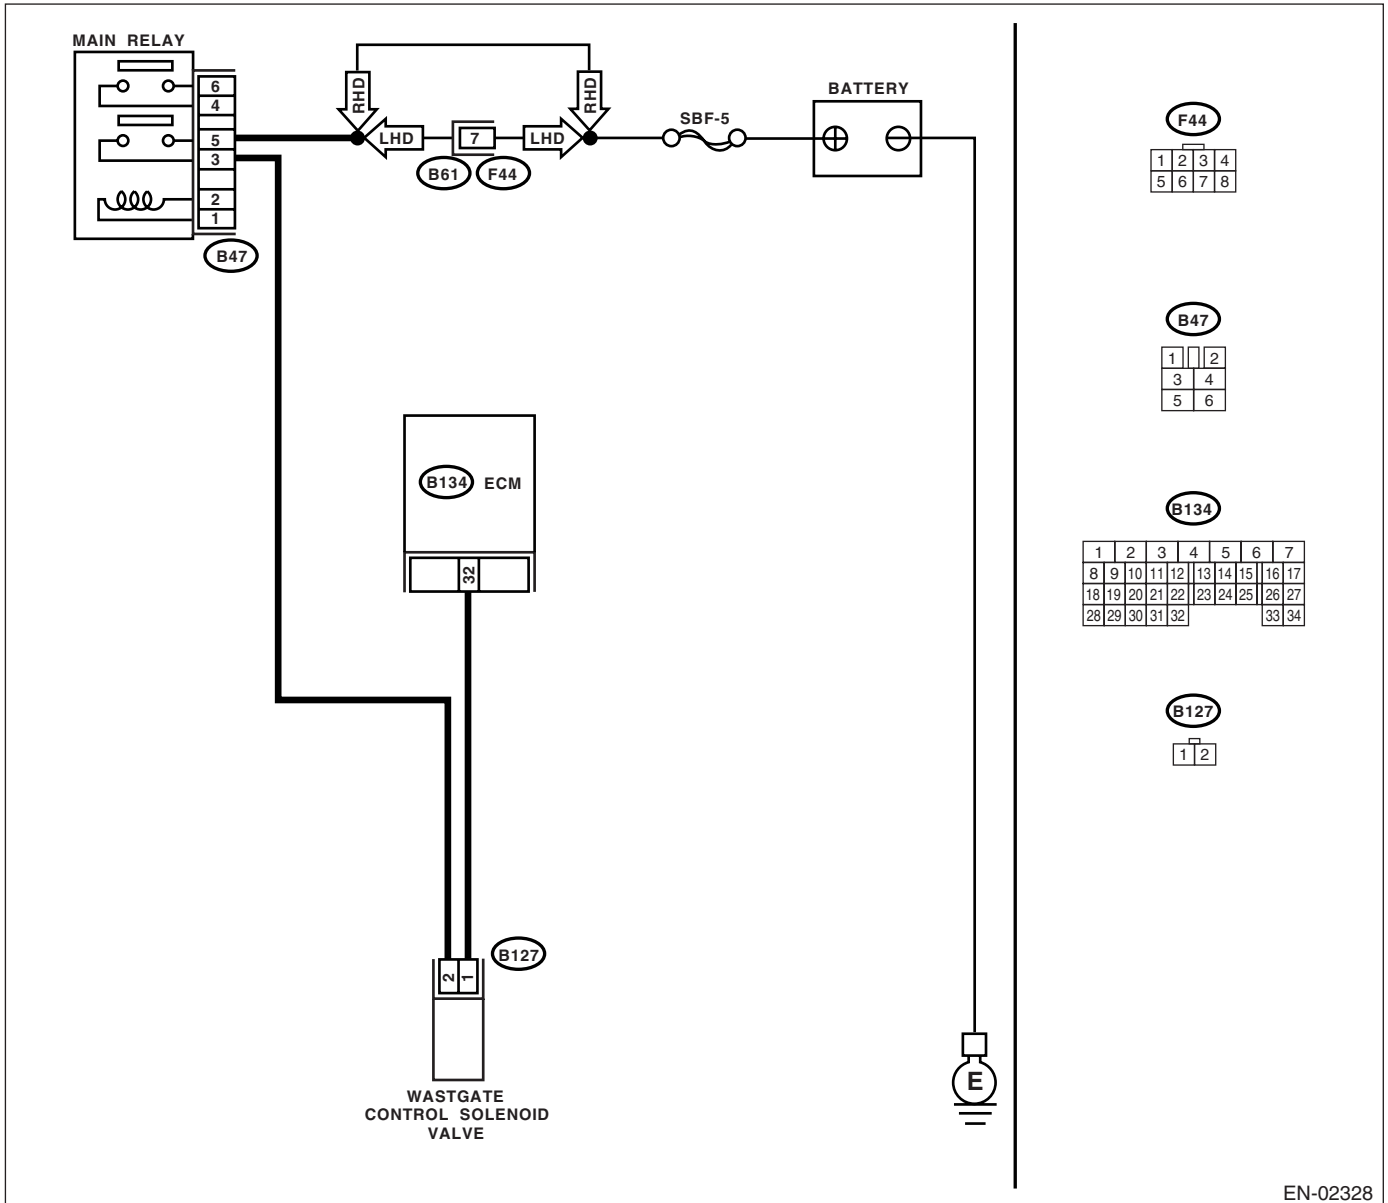 MAIN RELAY
6
4
5
3
2
1
B47
RHD
RHD
LHD
7
LHD
B61
F44
SBF-5
BATTERY
B134 ECM
32
2
1
B127
WASTGATE
CONTROL SOLENOID
VALVE
E
F44
1 2 3 4
5 6 7 8
B47
1 2
3 4
5 6
B134
1 2 3 4 5 6 7
8 9 10 11 12 13 14 15 16 17
18 19 20 21 22 23 24 25 26 27
28 29 30 31 32 33 34
B127
1 2
EN-02328